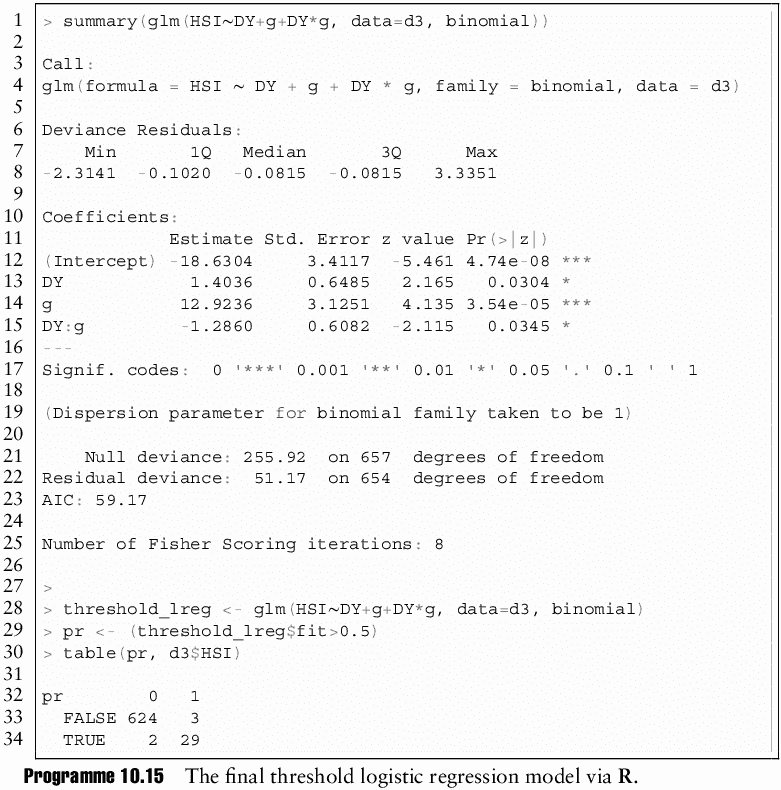 1 > summary(glm(HSI~DY+g+DY*g, data=d3, binomial))
2
3 Call:
4 glm(formula = HSI ~ DY + g + DY * g, family = binomial, data = d3)
5
6 Deviance Residuals:
7     Min      1Q   Median      3Q     Max
8 -2.3141  -0.1020  -0.0815  -0.0815  3.3351
9
10 Coefficients:
11             Estimate Std. Error z value Pr(>|z|)
12 (Intercept) -18.6304     3.4117  -5.461 4.74e-08 ***
13 DY            1.4036     0.6485   2.165   0.0304 *
14 g            12.9236     3.1251   4.135 3.54e-05 ***
15 DY:g         -1.2860     0.6082  -2.115   0.0345 *
16 ---
17 Signif. codes:  0 '***' 0.001 '**' 0.01 '*' 0.05 '.' 0.1 ' ' 1
18
19 (Dispersion parameter for binomial family taken to be 1)
20
21     Null deviance: 255.92  on 657  degrees of freedom
22 Residual deviance:  51.17  on 654  degrees of freedom
23 AIC: 59.17
24
25 Number of Fisher Scoring iterations: 8
26
27 >
28 > threshold_lreg <- glm(HSI~DY+g+DY*g, data=d3, binomial)
29 > pr <- (threshold_lreg$fit>0.5)
30 > table(pr, d3$HSI)
31
32 pr        0   1
33   FALSE 624   3
34   TRUE    2  29
Programme 10.15 The final threshold logistic regression model via R.